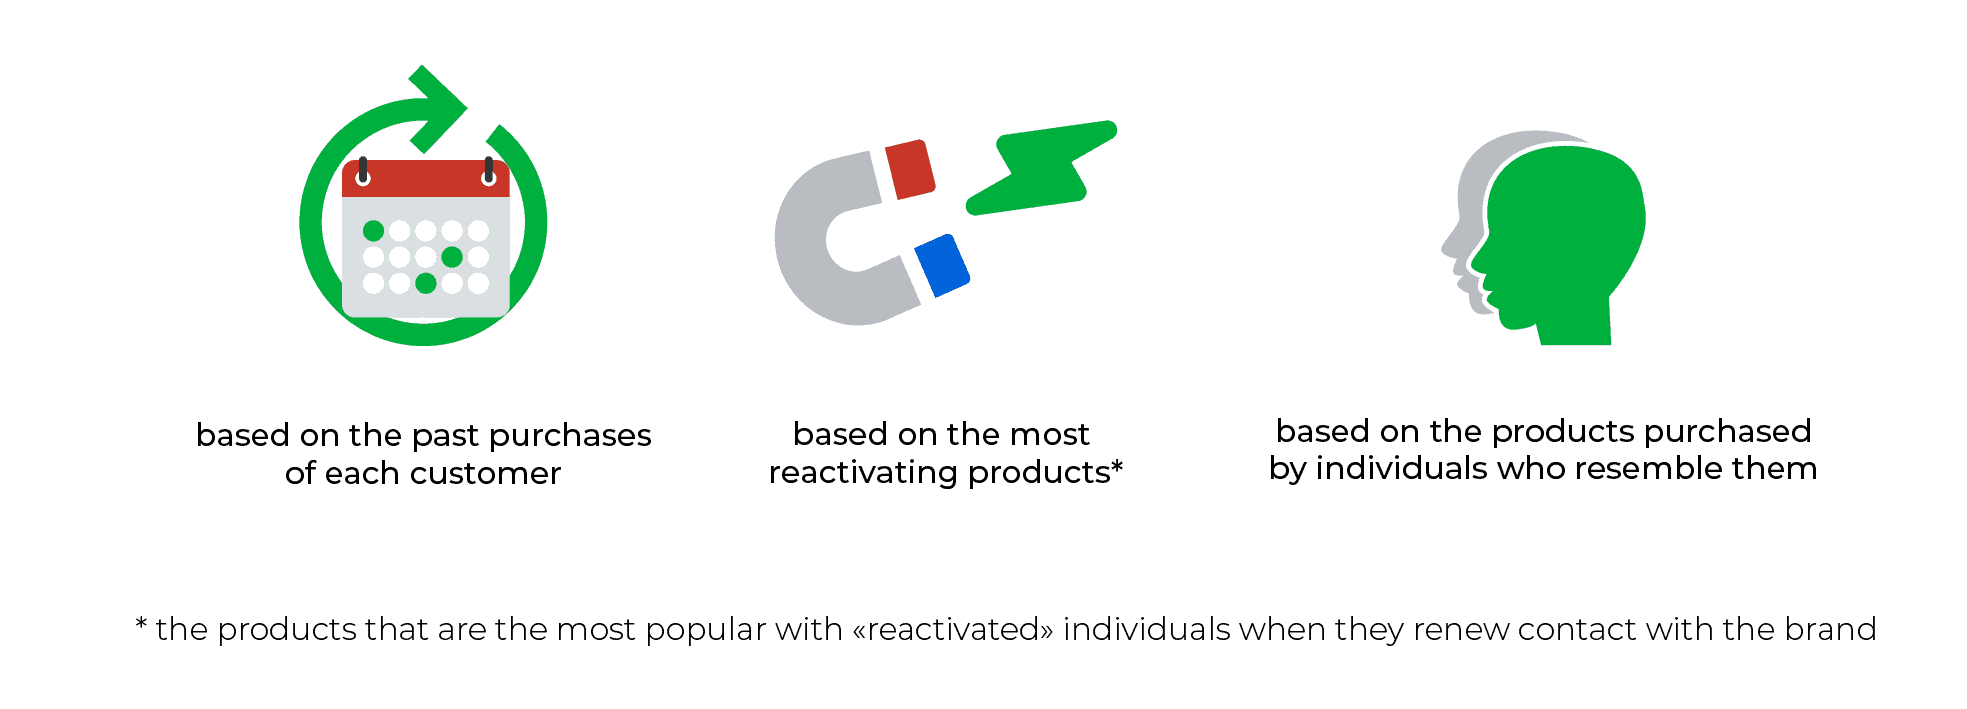 based on the past purchases
of each customer
based on the most
reactivating products*
based on the products purchased
by individuals who resemble them
* the products that are the most popular with «reactivated» individuals when they renew contact with the brand